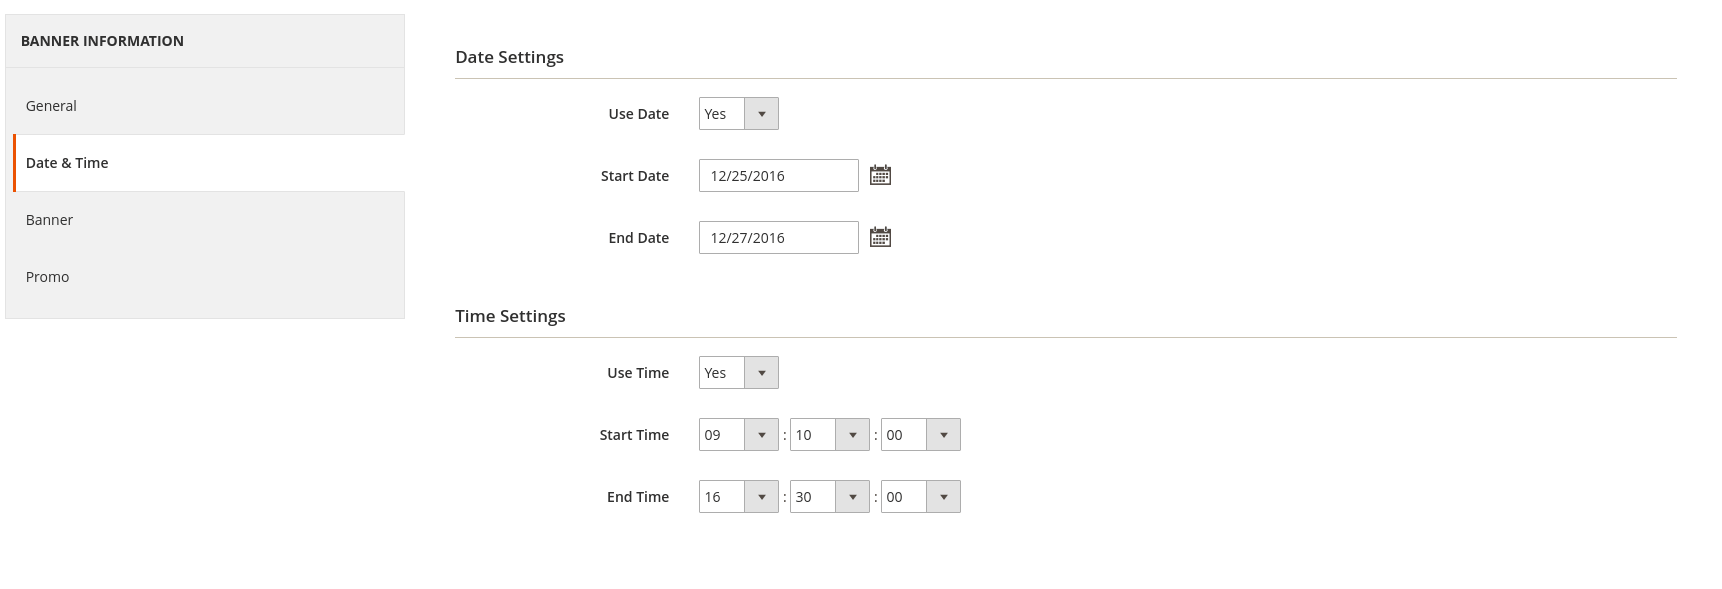 BANNER INFORMATION
General
Date & Time
Banner
Promo
Date Settings
Use Date Yes
Start Date 12/25/2016
End Date 12/27/2016
Time Settings
Use Time Yes
Start Time 09 : 10 : 00
End Time 16 : 30 : 00